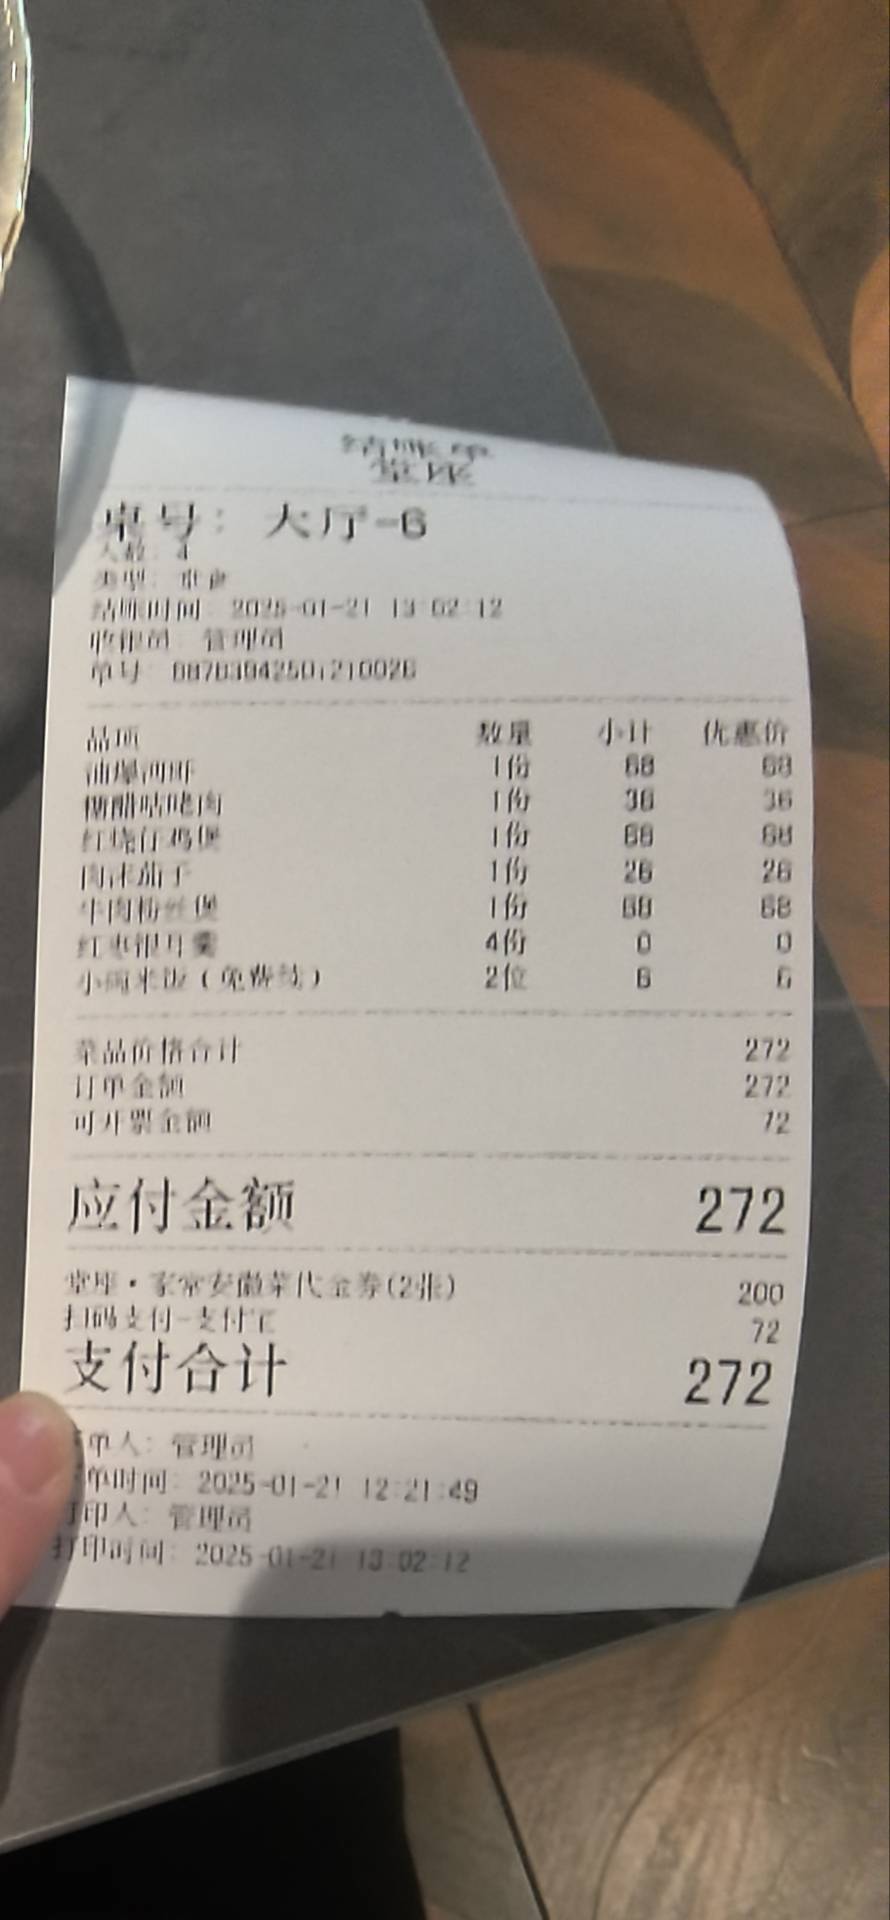 结账单
堂座
桌号: 大厅-6
人数: 4
类型:
结账时间: 2025-01-21 13:02:12
收银员: 管理员
单号:
品项 数量 小计 优惠价
油爆河虾 1份 68 68
糖醋咕咾肉 1份 36 36
红烧仔鸡煲 1份 68 68
肉沫茄子 1份 26 26
牛肉粉丝煲 1份 68 68
红枣银耳羹 4份 0 0
小碗米饭(免费续) 2位 6 6
菜品价格合计 272
订单金额 272
可开票金额 72
应付金额 272
堂座·家常安徽菜代金券(2张) 200
扫码支付-支付宝 72
支付合计 272
单人: 管理员
单时间: 2025-01-21 12:21:49
打印人: 管理员
打印时间: 2025-01-21 13:02:12